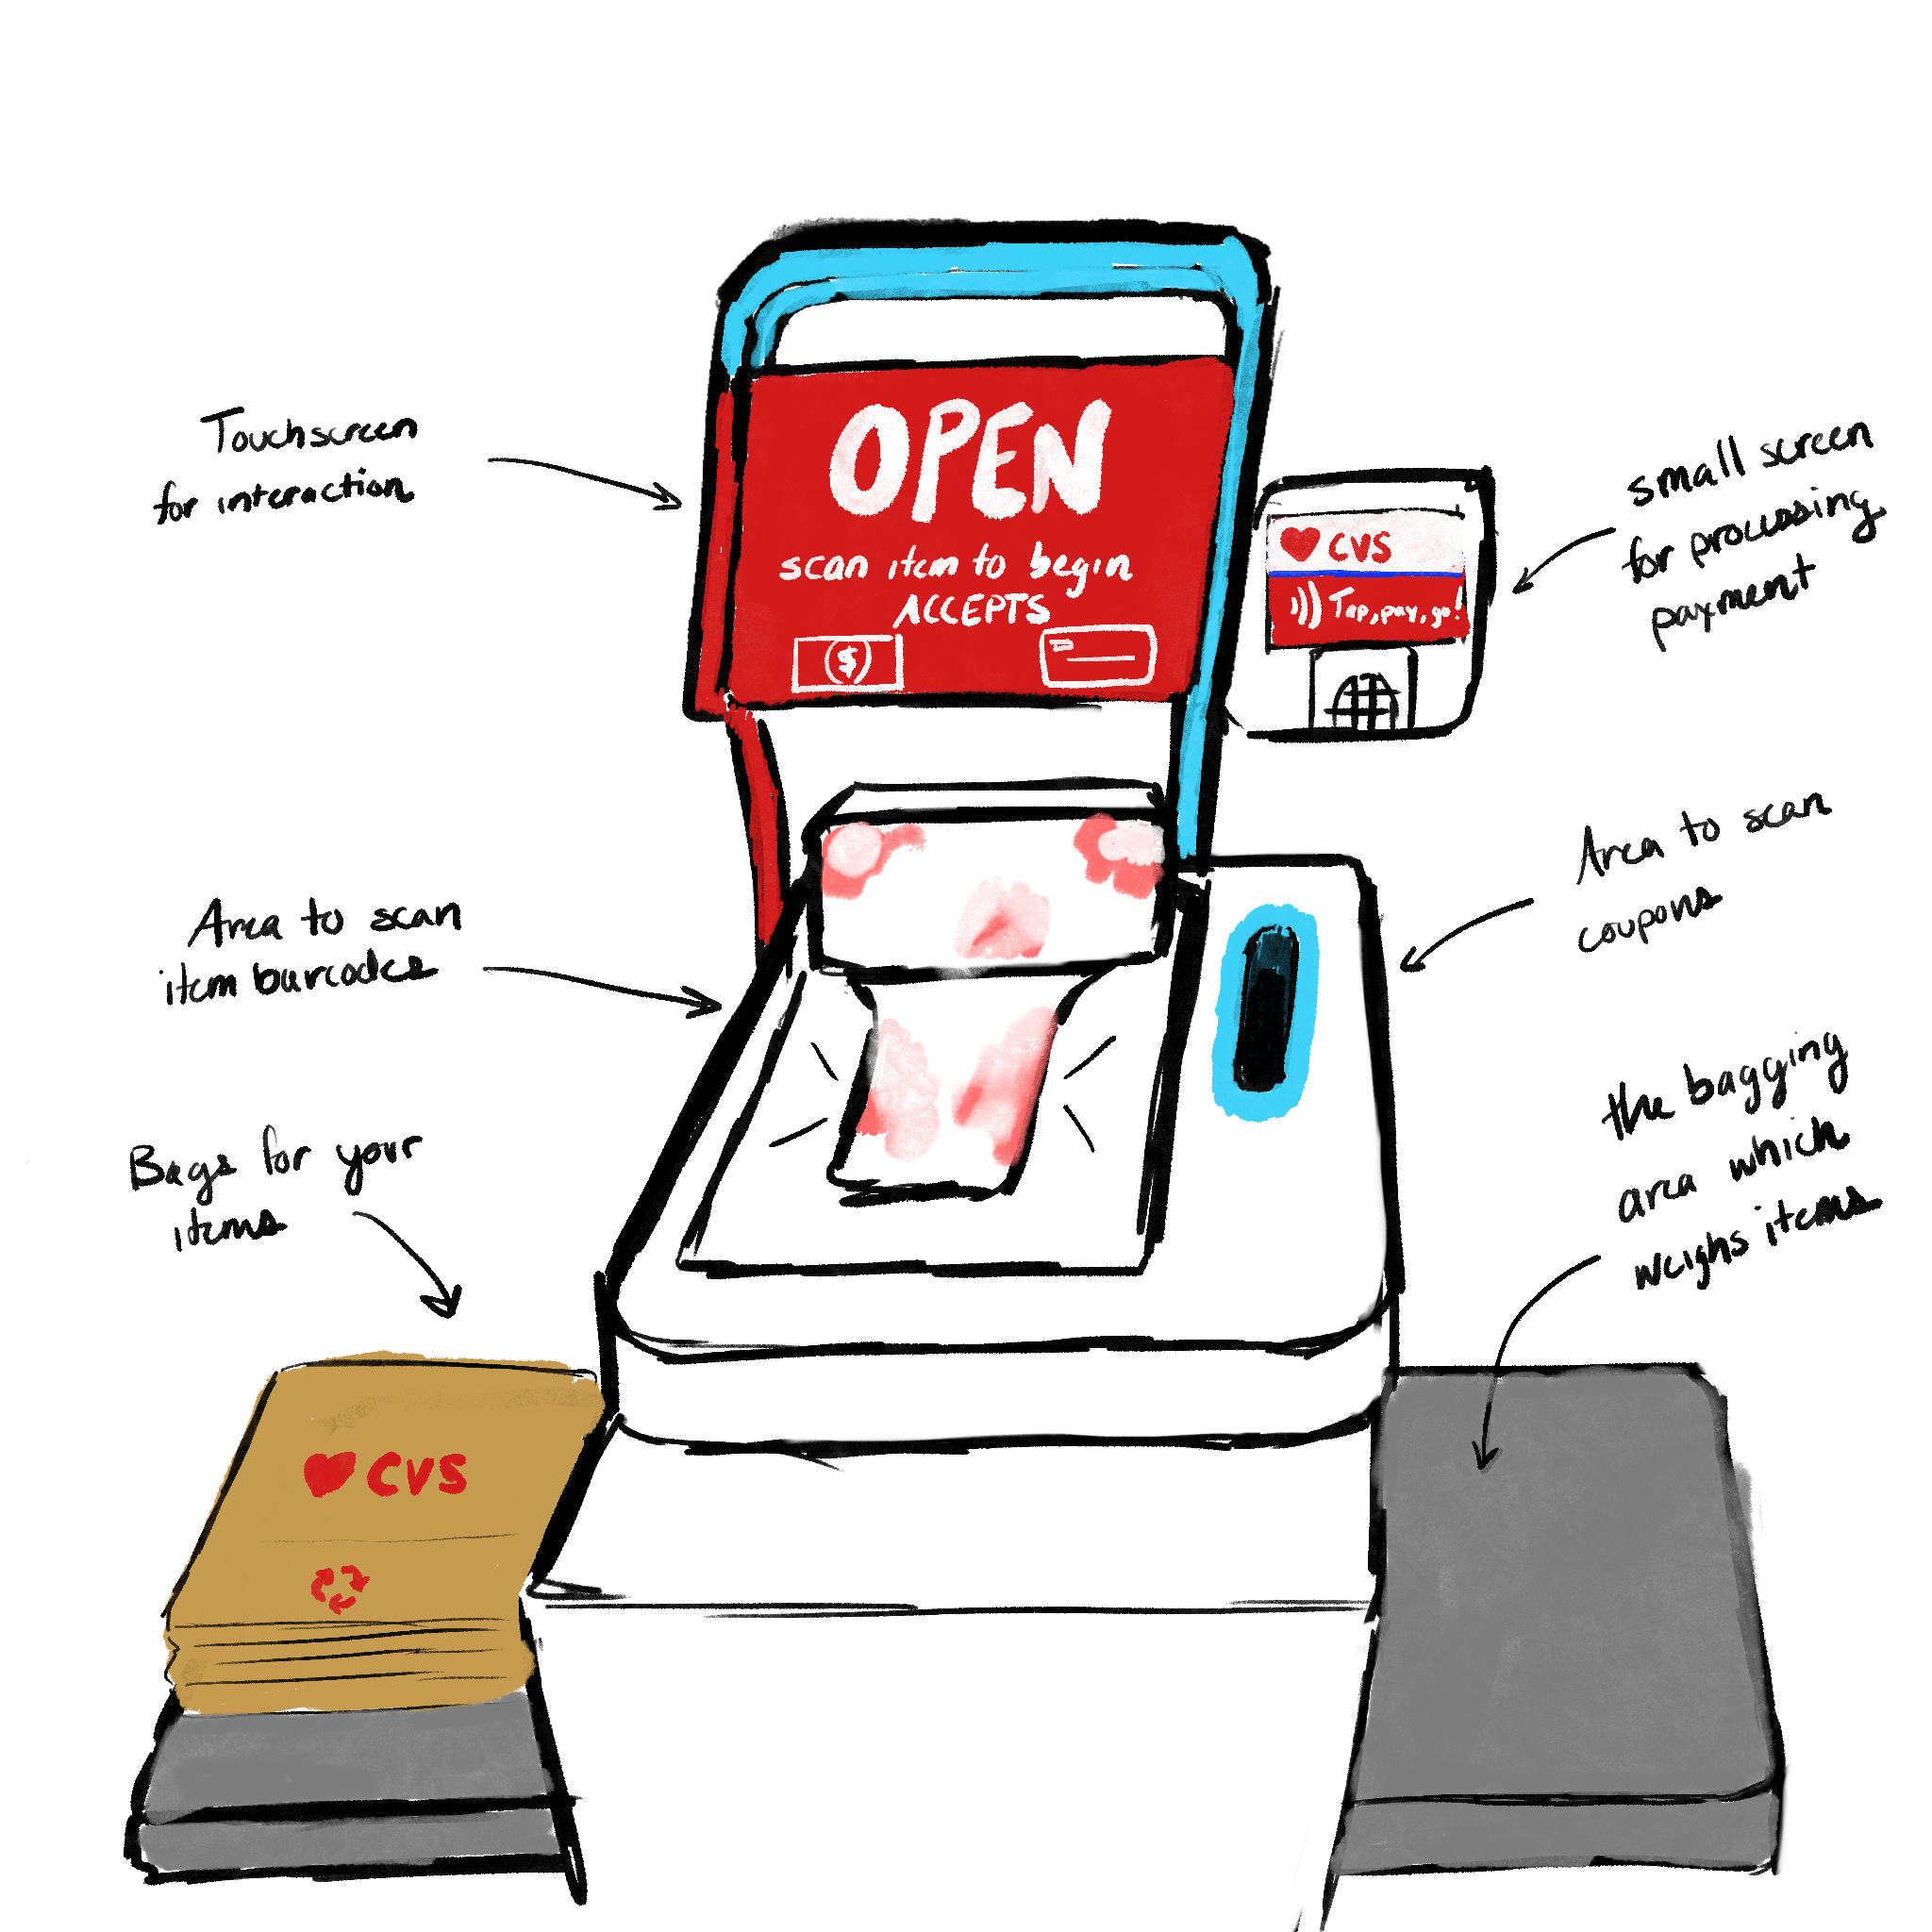 OPEN
scan item to begin
ACCEPTS
$
Touchscreen
for interaction
small screen
for processing
payment
CVS
Tap, pay, go!
Area to scan
coupons
Area to scan
item barcodes
the bagging
area which
weighs items
Bags for your
items
CVS